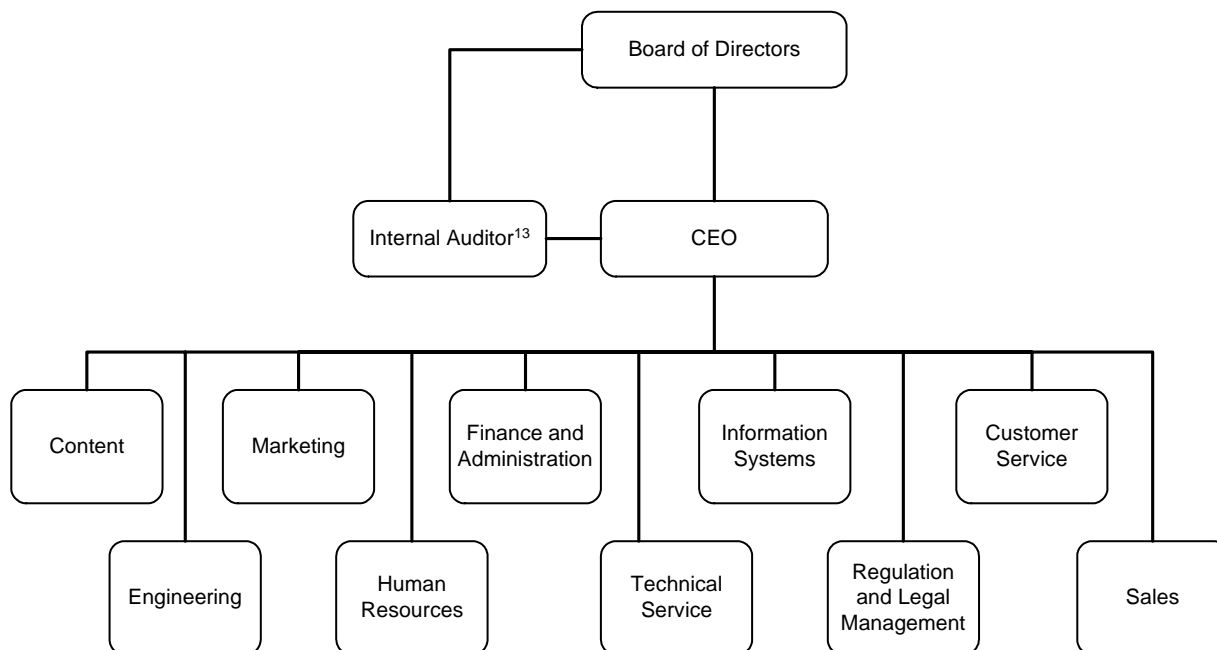 Board of Directors
Internal Auditor¹³
CEO
Content
Marketing
Finance and
Administration
Information
Systems
Customer
Service
Engineering
Human
Resources
Technical
Service
Regulation
and Legal
Management
Sales